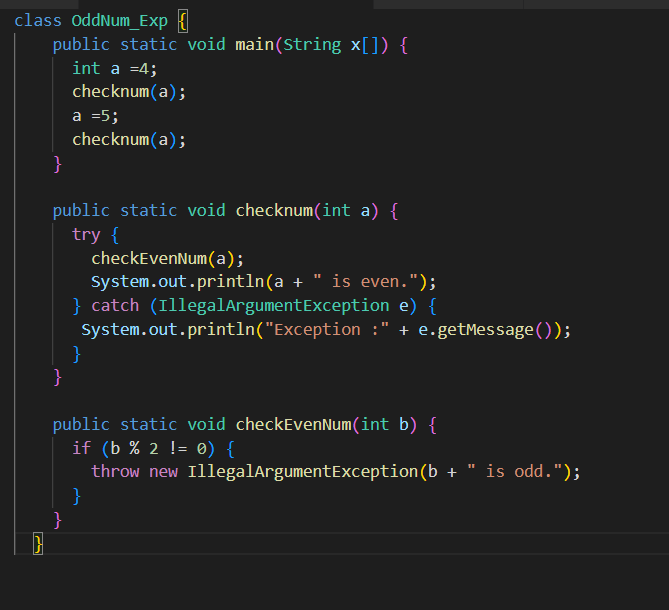 class OddNum_Exp {
public static void main(String x[]) {
int a =4;
checknum(a);
a =5;
checknum(a);
}
public static void checknum(int a) {
try {
checkEvenNum(a);
System.out.println(a + " is even.");
} catch (IllegalArgumentException e) {
System.out.println("Exception :" + e.getMessage());
}
}
public static void checkEvenNum(int b) {
if (b % 2 != 0) {
throw new IllegalArgumentException(b + " is odd.");
}
}
}